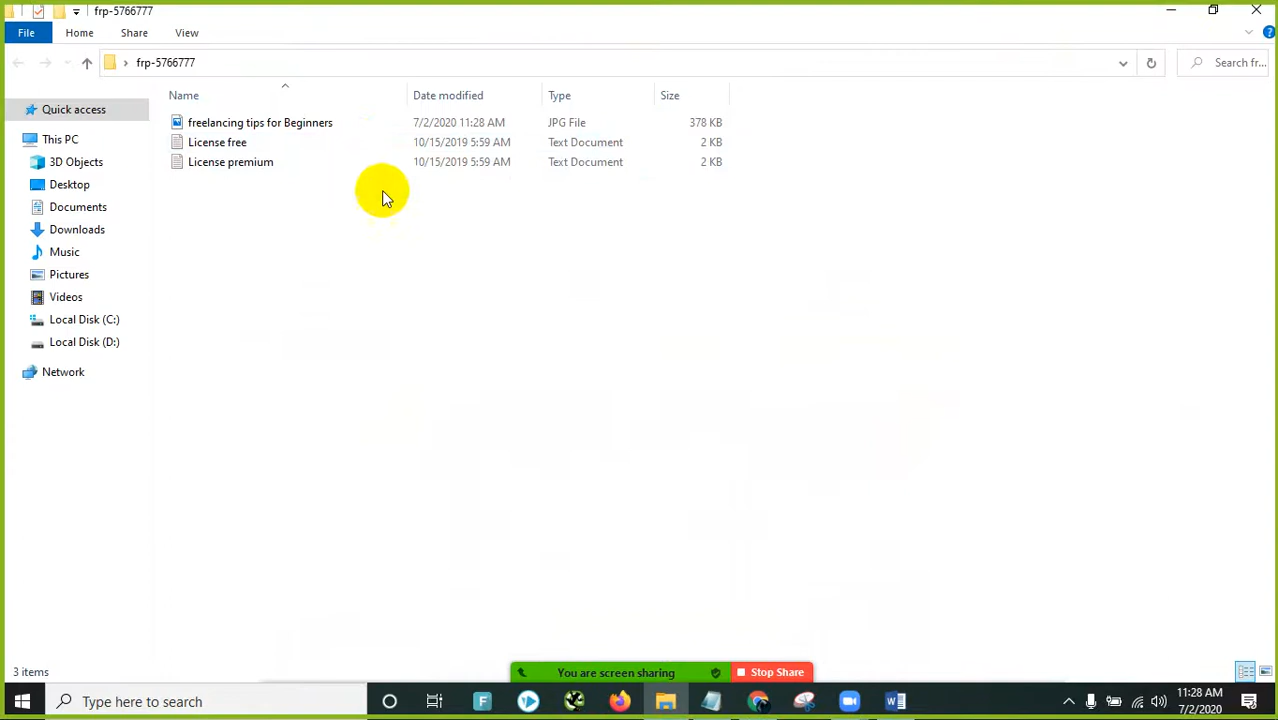 frp-5766777
File Home Share View
frp-5766777 Search fr...
Name Date modified Type Size
Quick access
freelancing tips for Beginners 7/2/2020 11:28 AM JPG File 378 KB
License free 10/15/2019 5:59 AM Text Document 2 KB
License premium 10/15/2019 5:59 AM Text Document 2 KB
This PC
3D Objects
Desktop
Documents
Downloads
Music
Pictures
Videos
Local Disk (C:)
Local Disk (D:)
Network
3 items
You are screen sharing Stop Share
Type here to search
11:28 AM
7/2/2020